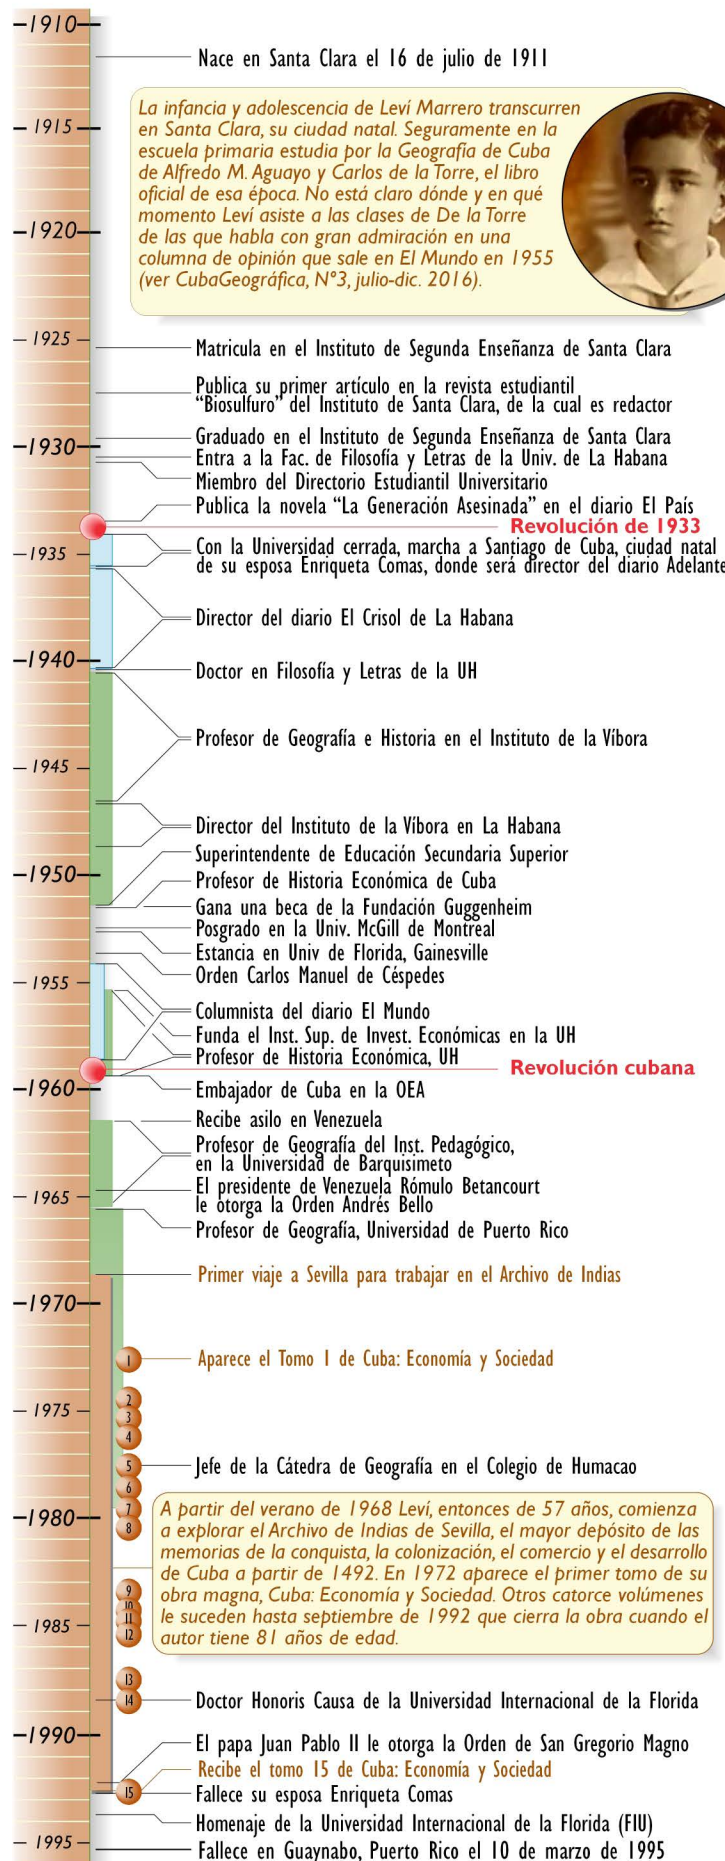 1910
Nace en Santa Clara el 16 de julio de 1911
La infancia y adolescencia de Leví Marrero transcurren
en Santa Clara, su ciudad natal. Seguramente en la
escuela primaria estudia por la Geografía de Cuba
de Alfredo M. Aguayo y Carlos de la Torre, el libro
oficial de esa época. No está claro dónde y en qué
momento Leví asiste a las clases de De la Torre
de las que habla con gran admiración en una
columna de opinión que sale en El Mundo en 1955
(ver CubaGeográfica, N°3, julio-dic. 2016).
1915
1920
1925
Matricula en el Instituto de Segunda Enseñanza de Santa Clara
Publica su primer artículo en la revista estudiantil
“Biosulfuro” del Instituto de Santa Clara, de la cual es redactor
Graduado en el Instituto de Segunda Enseñanza de Santa Clara
1930
Entra a la Fac. de Filosofía y Letras de la Univ. de La Habana
Miembro del Directorio Estudiantil Universitario
Publica la novela “La Generación Asesinada” en el diario El País
Revolución de 1933
1935
Con la Universidad cerrada, marcha a Santiago de Cuba, ciudad natal
de su esposa Enriqueta Comas, donde será director del diario Adelante
Director del diario El Crisol de La Habana
1940
Doctor en Filosofía y Letras de la UH
Profesor de Geografía e Historia en el Instituto de la Víbora
1945
Director del Instituto de la Víbora en La Habana
Superintendente de Educación Secundaria Superior
1950
Profesor de Historia Económica de Cuba
Gana una beca de la Fundación Guggenheim
Posgrado en la Univ. McGill de Montreal
Estancia en Univ de Florida, Gainesville
Orden Carlos Manuel de Céspedes
1955
Columnista del diario El Mundo
Funda el Inst. Sup. de Invest. Económicas en la UH
Profesor de Historia Económica, UH
Revolución cubana
1960
Embajador de Cuba en la OEA
Recibe asilo en Venezuela
Profesor de Geografía del Inst. Pedagógico,
en la Universidad de Barquisimeto
El presidente de Venezuela Rómulo Betancourt
le otorga la Orden Andrés Bello
1965
Profesor de Geografía, Universidad de Puerto Rico
Primer viaje a Sevilla para trabajar en el Archivo de Indias
1970
1
Aparece el Tomo 1 de Cuba: Economía y Sociedad
2
1975
3
4
5
Jefe de la Cátedra de Geografía en el Colegio de Humacao
6
7
1980
8
A partir del verano de 1968 Leví, entonces de 57 años, comienza
a explorar el Archivo de Indias de Sevilla, el mayor depósito de las
memorias de la conquista, la colonización, el comercio y el desarrollo
de Cuba a partir de 1492. En 1972 aparece el primer tomo de su
obra magna, Cuba: Economía y Sociedad. Otros catorce volúmenes
le suceden hasta septiembre de 1992 que cierra la obra cuando el
autor tiene 81 años de edad.
9
10
11
1985
12
13
14
Doctor Honoris Causa de la Universidad Internacional de la Florida
1990
El papa Juan Pablo II le otorga la Orden de San Gregorio Magno
Recibe el tomo 15 de Cuba: Economía y Sociedad
15
Fallece su esposa Enriqueta Comas
Homenaje de la Universidad Internacional de la Florida (FIU)
1995
Fallece en Guaynabo, Puerto Rico el 10 de marzo de 1995